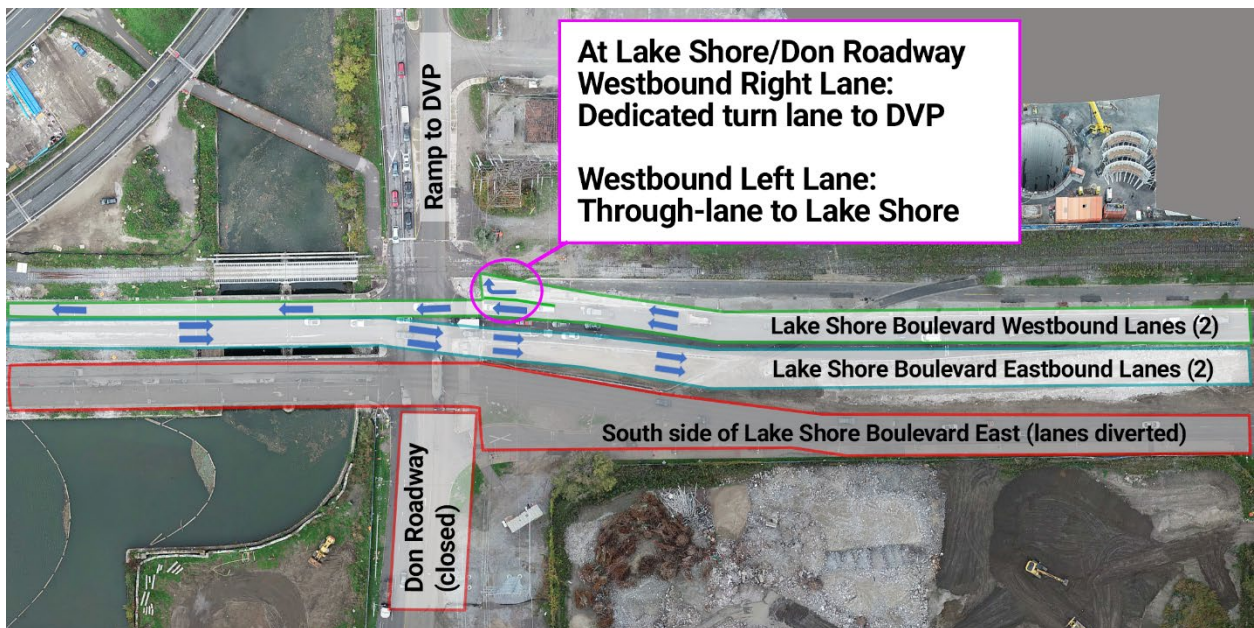 Ramp to DVP
At Lake Shore/Don Roadway
Westbound Right Lane:
Dedicated turn lane to DVP
Westbound Left Lane:
Through-lane to Lake Shore
Lake Shore Boulevard Westbound Lanes (2)
Lake Shore Boulevard Eastbound Lanes (2)
South side of Lake Shore Boulevard East (lanes diverted)
Don Roadway
(closed)